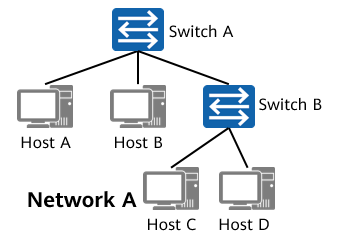 Switch A
Host A
Host B
Switch B
Network A
Host C
Host D